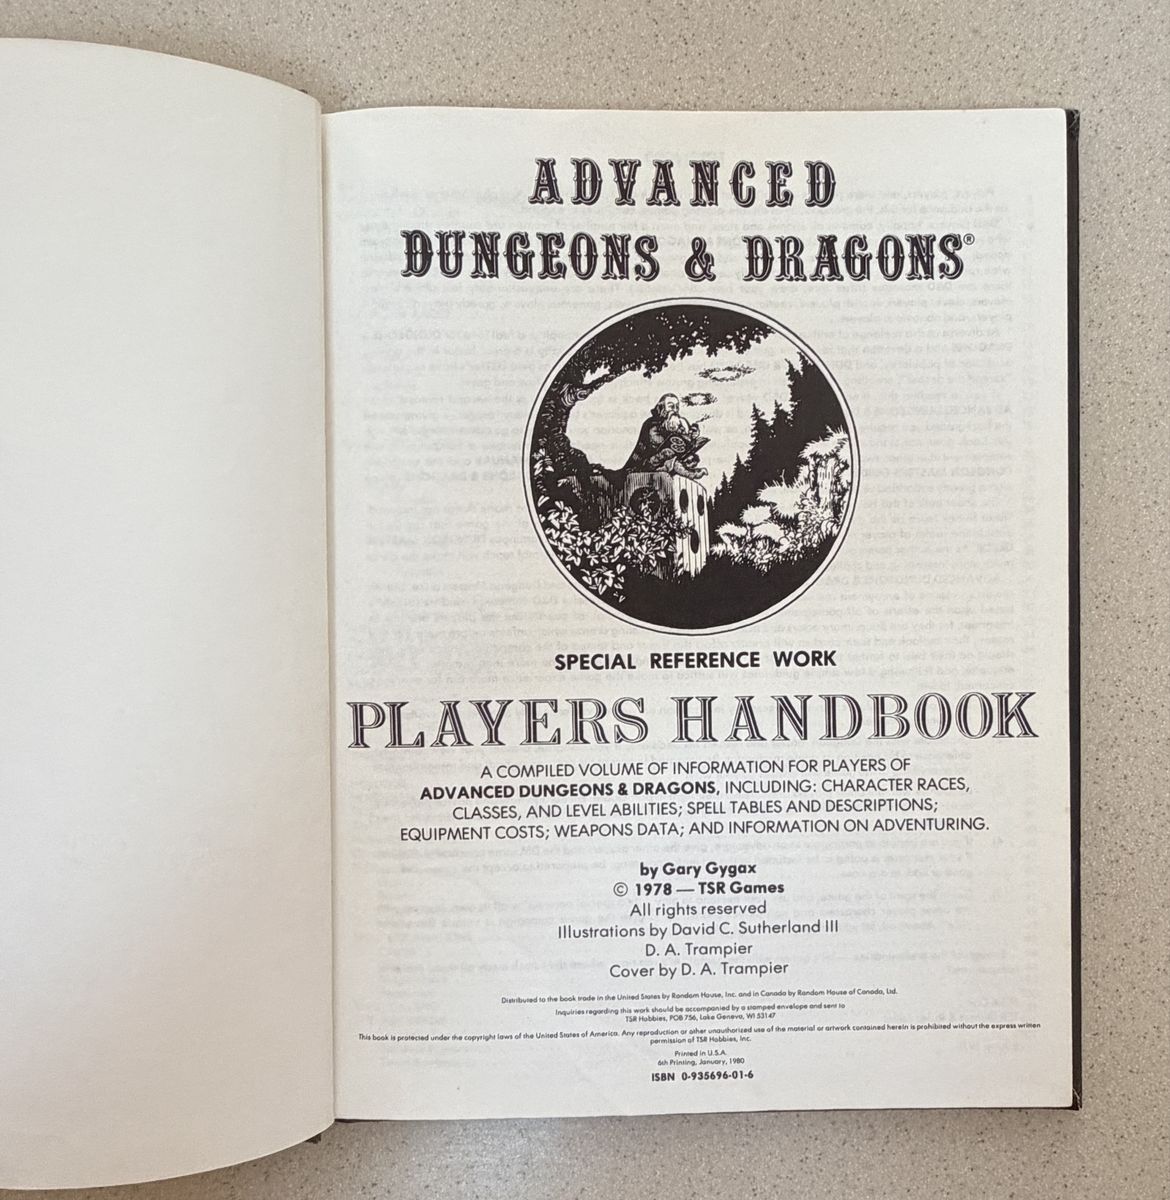 ADVANCED
DUNGEONS & DRAGONS®
SPECIAL REFERENCE WORK
PLAYERS HANDBOOK
A COMPILED VOLUME OF INFORMATION FOR PLAYERS OF
ADVANCED DUNGEONS & DRAGONS, INCLUDING: CHARACTER RACES,
CLASSES, AND LEVEL ABILITIES; SPELL TABLES AND DESCRIPTIONS;
EQUIPMENT COSTS; WEAPONS DATA; AND INFORMATION ON ADVENTURING.
by Gary Gygax
© 1978 — TSR Games
All rights reserved
Illustrations by David C. Sutherland III
D. A. Trampier
Cover by D. A. Trampier
Distributed to the book trade in the United States by Random House, Inc. and in Canada by Random House of Canada, Ltd.
Inquiries regarding this work should be accompanied by a stamped envelope and sent to
TSR Hobbies, POB 756, Lake Geneva, WI 53147
This book is protected under the copyright laws of the United States of America. Any reproduction or other unauthorized use of the material or artwork contained herein is prohibited without the express written
permission of TSR Hobbies, Inc.
Printed in U.S.A.
6th Printing, January, 1980
ISBN 0-935696-01-6